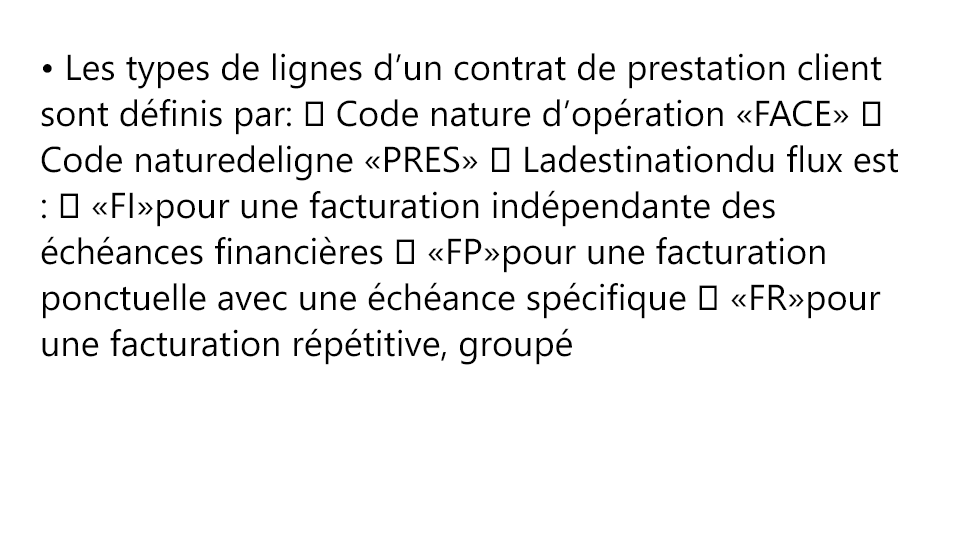 • Les types de lignes d’un contrat de prestation client
sont définis par: 􀀀 Code nature d’opération «FACE» 􀀀
Code naturedeligne «PRES» 􀀀 Ladestinationdu flux est
: 􀀀 «FI»pour une facturation indépendante des
échéances financières 􀀀 «FP»pour une facturation
ponctuelle avec une échéance spécifique 􀀀 «FR»pour
une facturation répétitive, groupé